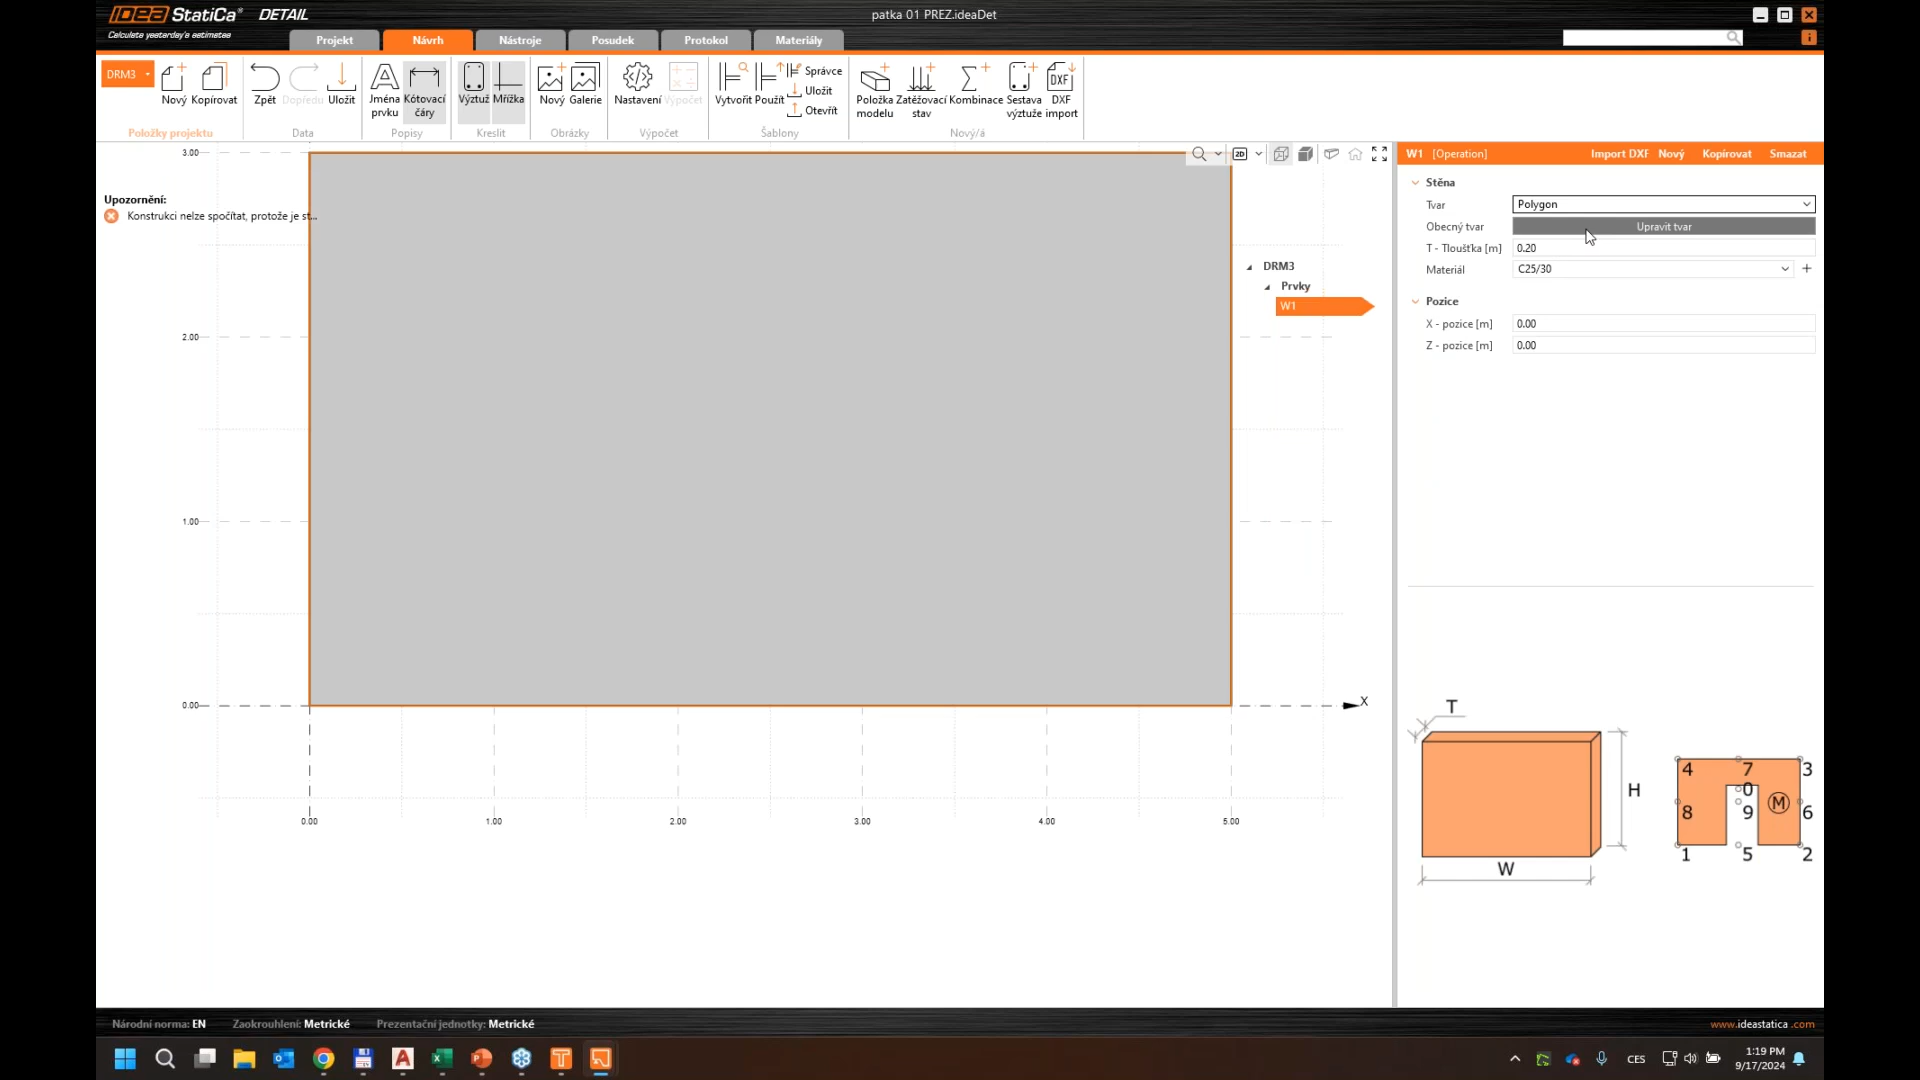 IDEA StatiCa® DETAIL
Calculate yesterday's estimates
patka 01 PREZ.ideaDet
Projekt Návrh Nástroje Posudek Protokol Materiály
DRM3 Nový Kopírovat Zpět Dopředu Uložit Jména prvku Kótovací čáry Výztuž Mřížka Nový Galerie Nastavení Výpočet Vytvořit Použít Správce Uložit Otevřít Položka modelu Zatěžovací stav Kombinace Sestava výztuže DXF import
Položky projektu Data Popisy Kreslit Obrázky Výpočet Šablony Nový/á
Upozornění:
Konstrukci nelze spočítat, protože je st...
3.00
2.00
1.00
0.00
0.00 1.00 2.00 3.00 4.00 5.00
X
2D
DRM3
Prvky
W1
W1 [Operation] Import DXF Nový Kopírovat Smazat
Stěna
Tvar Polygon
Obecný tvar Upravit tvar
T - Tloušťka [m] 0.20
Materiál C25/30
Pozice
X - pozice [m] 0.00
Z - pozice [m] 0.00
T
H
W
4 7 3
0
8 9 M 6
1 5 2
Národní norma: EN Zaokrouhlení: Metrické Prezentační jednotky: Metrické
www.ideastatica.com
CES
1:19 PM
9/17/2024